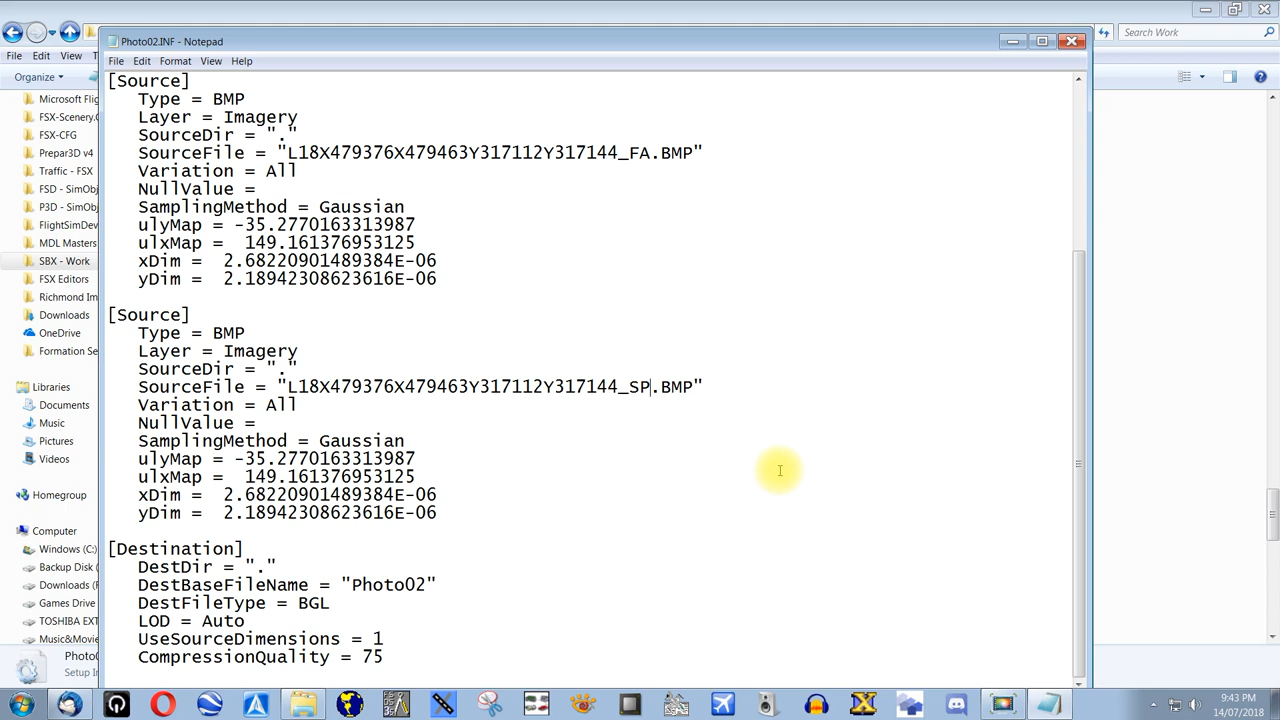 Photo02.INF - Notepad
Search Work
File Edit View T
File Edit Format View Help
Organize
Microsoft Flig
FSX-Scenery.C
FSX-CFG
Prepar3D v4
Traffic - FSX
FSD - SimObj
P3D - SimObj
FlightSimDev
MDL Masters
SBX - Work
FSX Editors
Richmond Im
Downloads
OneDrive
Formation Se
Libraries
Documents
Music
Pictures
Videos
Homegroup
Computer
Windows (C:)
Backup Disk (
Downloads (F
Games Drive
TOSHIBA EXT
Music&Movie
Photo
Setup In
[Source]
Type = BMP
Layer = Imagery
SourceDir = "."
SourceFile = "L18X479376X479463Y317112Y317144_FA.BMP"
Variation = All
NullValue =
SamplingMethod = Gaussian
ulyMap = -35.2770163313987
ulxMap =  149.161376953125
xDim =  2.68220901489384E-06
yDim =  2.18942308623616E-06
[Source]
Type = BMP
Layer = Imagery
SourceDir = "."
SourceFile = "L18X479376X479463Y317112Y317144_SP.BMP"
Variation = All
NullValue =
SamplingMethod = Gaussian
ulyMap = -35.2770163313987
ulxMap =  149.161376953125
xDim =  2.68220901489384E-06
yDim =  2.18942308623616E-06
[Destination]
DestDir = "."
DestBaseFileName = "Photo02"
DestFileType = BGL
LOD = Auto
UseSourceDimensions = 1
CompressionQuality = 75
9:43 PM
14/07/2018